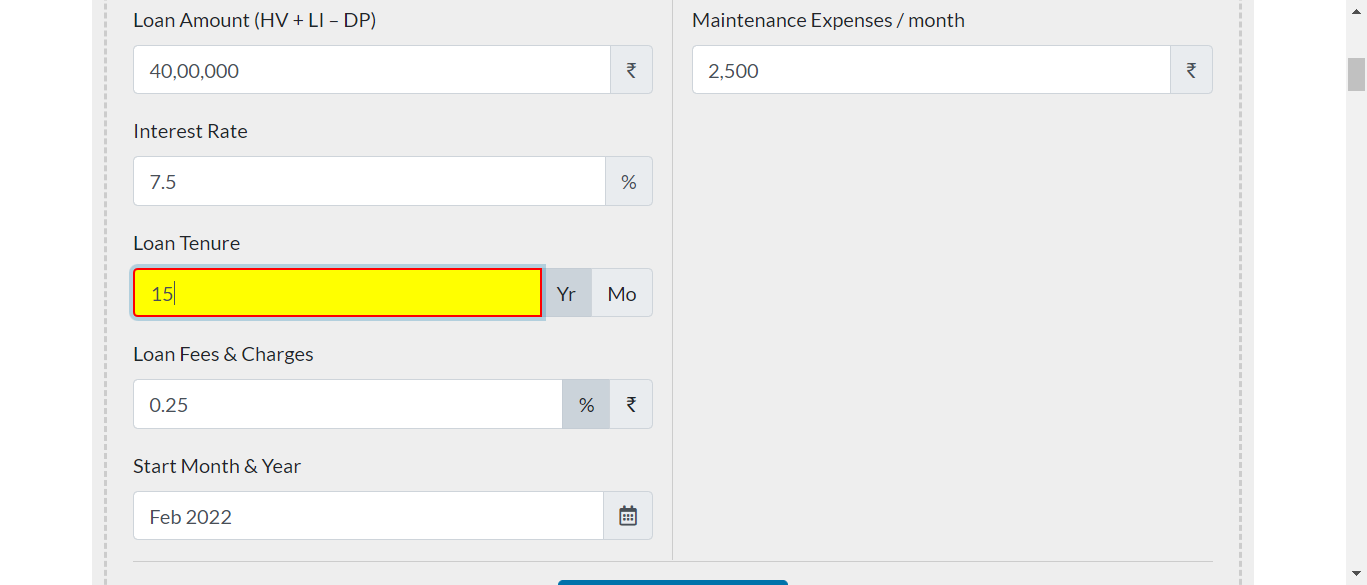 Loan Amount (HV + LI – DP)
40,00,000 ₹
Interest Rate
7.5 %
Loan Tenure
15 Yr Mo
Loan Fees & Charges
0.25 % ₹
Start Month & Year
Feb 2022
Maintenance Expenses / month
2,500 ₹